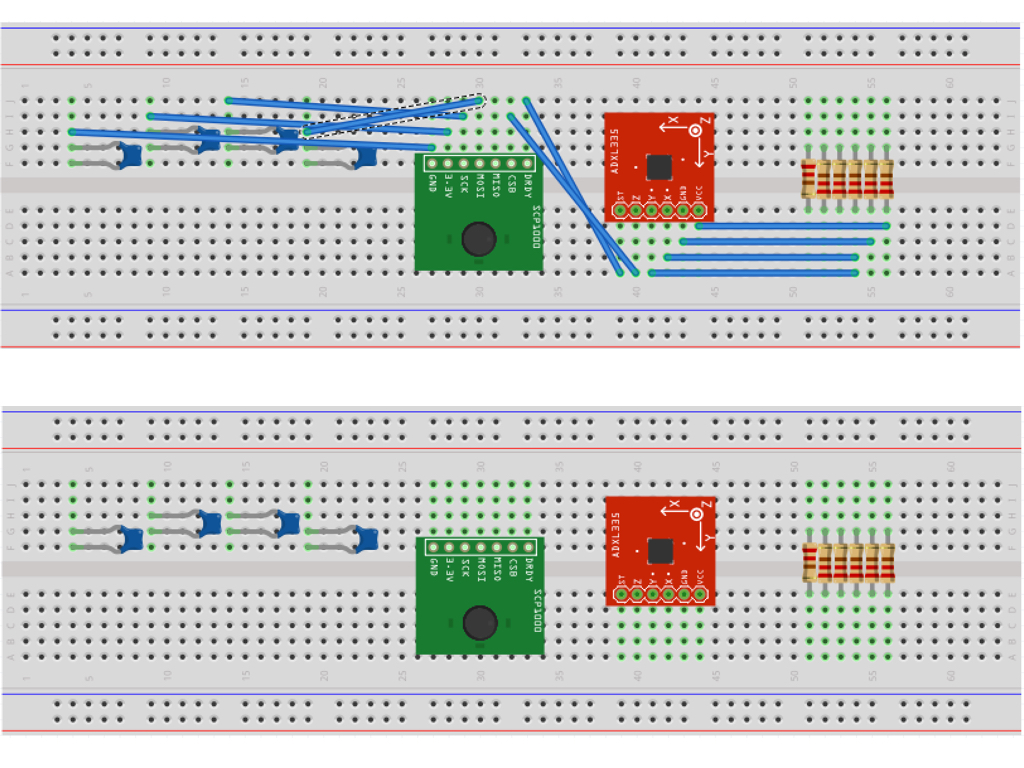 1 5 10 15 20 25 30 35 40 45 50 55 60
J
I
H
G
F
ADXL335
X Z
Y
GND 3.3V SCK MOSI MISO CSB DRDY
SCP1000
ST Z Y X GND VCC
E
D
C
B
A
1 5 10 15 20 25 30 35 40 45 50 55 60
1 5 10 15 20 25 30 35 40 45 50 55 60
J
I
H
G
F
ADXL335
X Z
Y
GND 3.3V SCK MOSI MISO CSB DRDY
SCP1000
ST Z Y X GND VCC
E
D
C
B
A
1 5 10 15 20 25 30 35 40 45 50 55 60